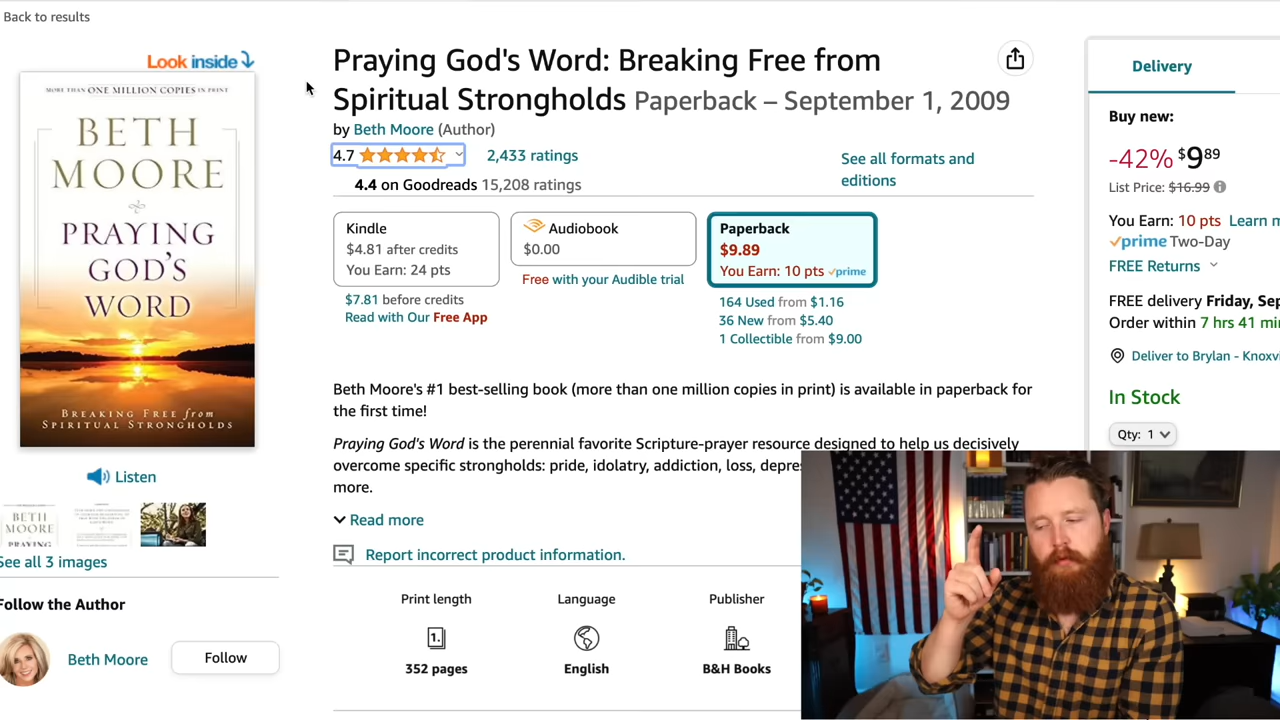 Back to results
Look inside
MORE THAN ONE MILLION COPIES IN PRINT
BETH
MOORE
PRAYING
GOD'S
WORD
BREAKING FREE from
SPIRITUAL STRONGHOLDS
Listen
BETH
MOORE
PRAYING
See all 3 images
Follow the Author
Beth Moore
Follow
Praying God's Word: Breaking Free from
Spiritual Strongholds Paperback – September 1, 2009
by Beth Moore (Author)
4.7 2,433 ratings
4.4 on Goodreads 15,208 ratings
See all formats and
editions
Kindle
$4.81 after credits
You Earn: 24 pts
$7.81 before credits
Read with Our Free App
Audiobook
$0.00
Free with your Audible trial
Paperback
$9.89
You Earn: 10 pts prime
164 Used from $1.16
36 New from $5.40
1 Collectible from $9.00
Beth Moore's #1 best-selling book (more than one million copies in print) is available in paperback for
the first time!
Praying God's Word is the perennial favorite Scripture-prayer resource designed to help us decisively
overcome specific strongholds: pride, idolatry, addiction, loss, depres
more.
Read more
Report incorrect product information.
Print length
1.
352 pages
Language
English
Publisher
B&H Books
Delivery
Buy new:
-42% $9.89
List Price: $16.99
You Earn: 10 pts Learn m
prime Two-Day
FREE Returns
FREE delivery Friday, Sep
Order within 7 hrs 41 mi
Deliver to Brylan - Knoxvi
In Stock
Qty: 1